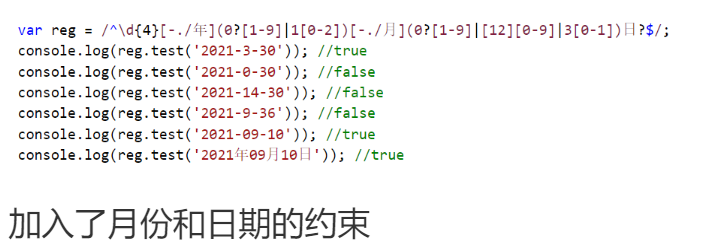 var reg = /^\d{4}[-./年](0?[1-9]|1[0-2])[-./月](0?[1-9]|[12][0-9]|3[0-1])日?$/;
console.log(reg.test('2021-3-30')); //true
console.log(reg.test('2021-0-30')); //false
console.log(reg.test('2021-14-30')); //false
console.log(reg.test('2021-9-36')); //false
console.log(reg.test('2021-09-10')); //true
console.log(reg.test('2021年09月10日')); //true
加入了月份和日期的约束